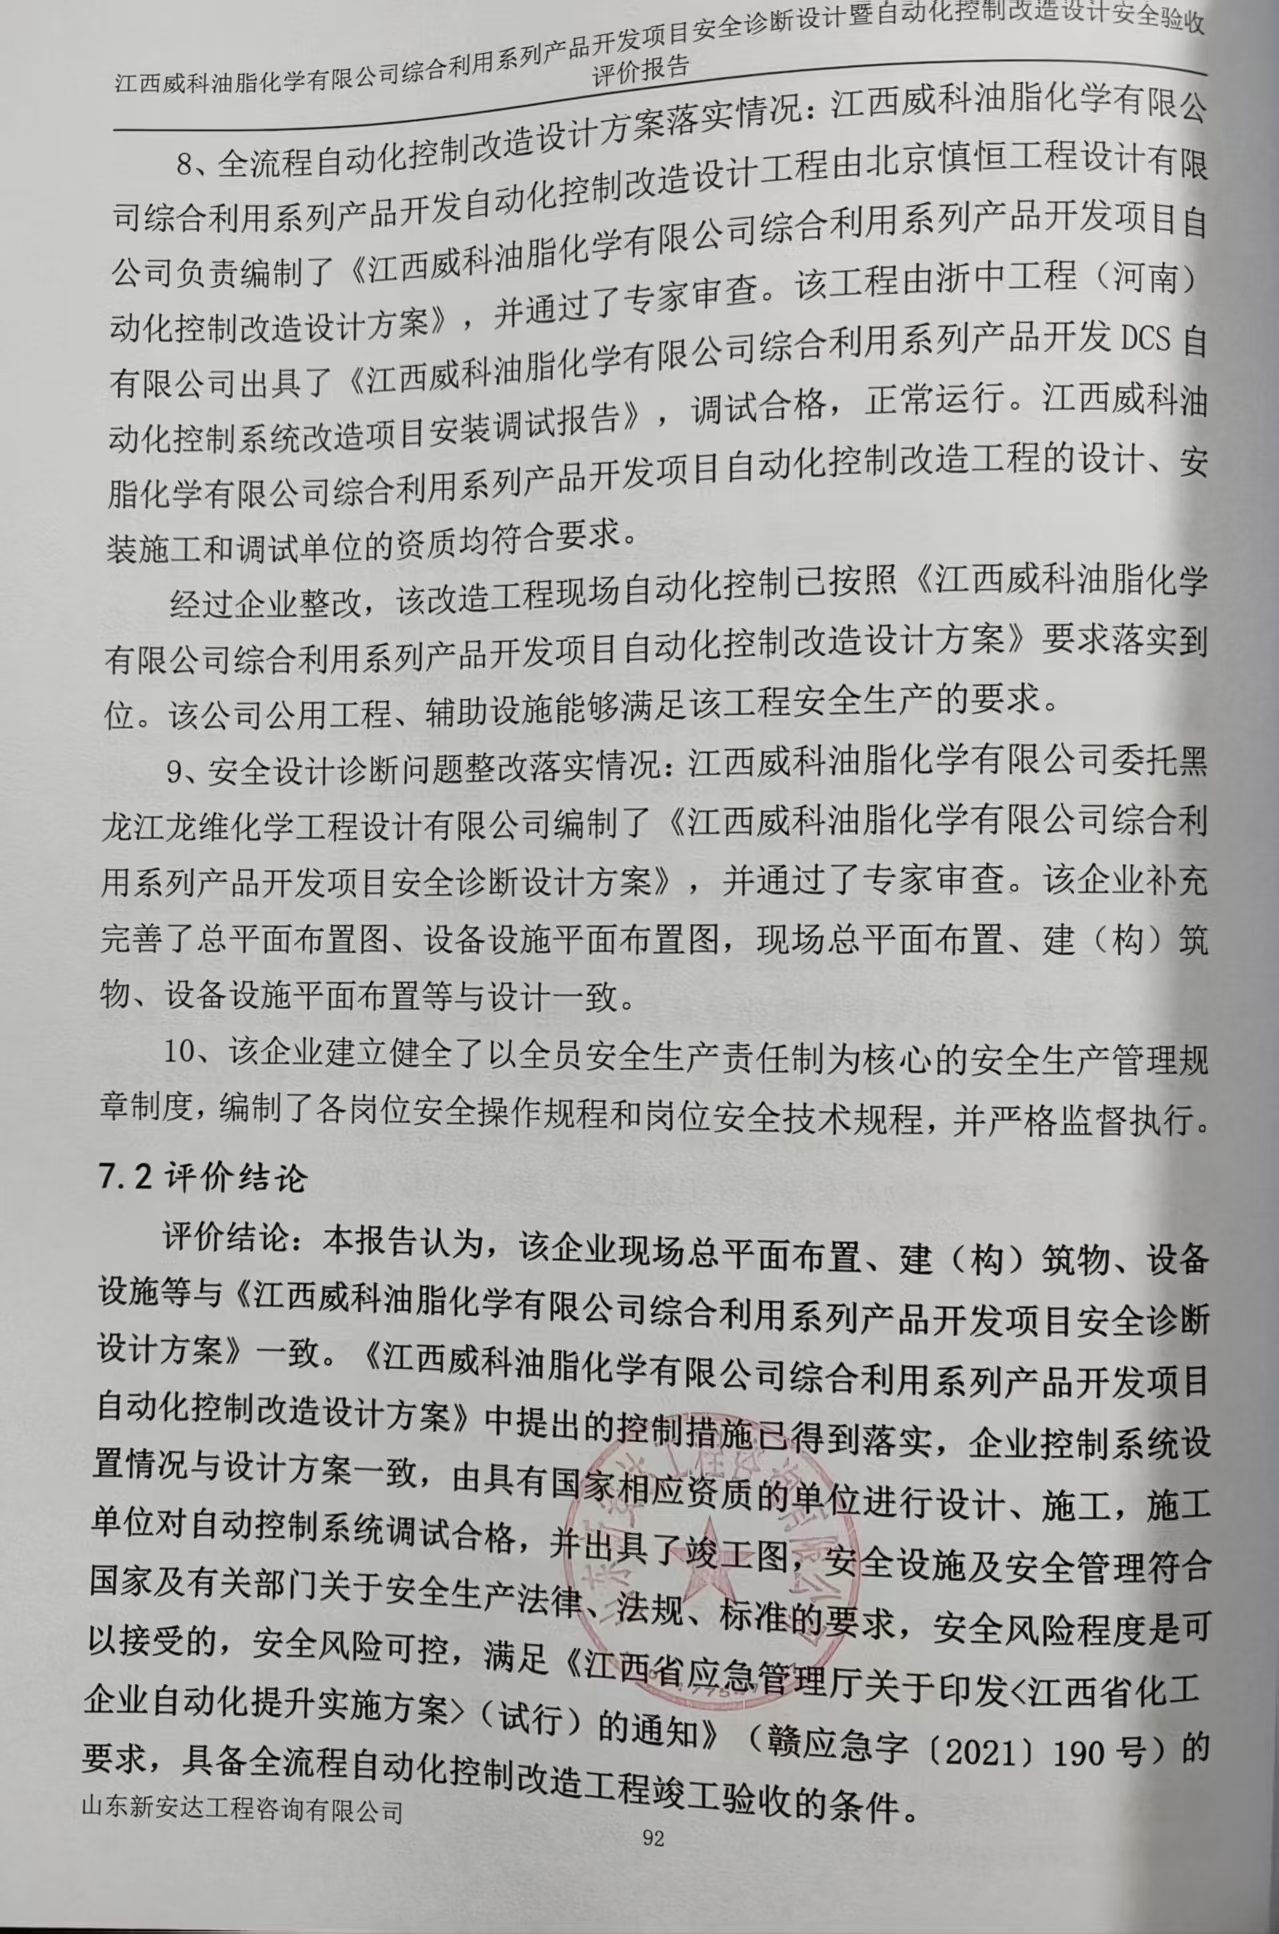 江西威科油脂化学有限公司综合利用系列产品开发项目安全诊断设计暨自动化控制改造设计安全验收
评价报告
8、全流程自动化控制改造设计方案落实情况：江西威科油脂化学有限公
司综合利用系列产品开发自动化控制改造设计工程由北京慎恒工程设计有限
公司负责编制了《江西威科油脂化学有限公司综合利用系列产品开发项目自
动化控制改造设计方案》，并通过了专家审查。该工程由浙中工程（河南）
有限公司出具了《江西威科油脂化学有限公司综合利用系列产品开发 DCS 自
动化控制系统改造项目安装调试报告》，调试合格，正常运行。江西威科油
脂化学有限公司综合利用系列产品开发项目自动化控制改造工程的设计、安
装施工和调试单位的资质均符合要求。
经过企业整改，该改造工程现场自动化控制已按照《江西威科油脂化学
有限公司综合利用系列产品开发项目自动化控制改造设计方案》要求落实到
位。该公司公用工程、辅助设施能够满足该工程安全生产的要求。
9、安全设计诊断问题整改落实情况：江西威科油脂化学有限公司委托黑
龙江龙维化学工程设计有限公司编制了《江西威科油脂化学有限公司综合利
用系列产品开发项目安全诊断设计方案》，并通过了专家审查。该企业补充
完善了总平面布置图、设备设施平面布置图，现场总平面布置、建（构）筑
物、设备设施平面布置等与设计一致。
10、该企业建立健全了以全员安全生产责任制为核心的安全生产管理规
章制度，编制了各岗位安全操作规程和岗位安全技术规程，并严格监督执行。
7.2 评价结论
评价结论：本报告认为，该企业现场总平面布置、建（构）筑物、设备
设施等与《江西威科油脂化学有限公司综合利用系列产品开发项目安全诊断
设计方案》一致。《江西威科油脂化学有限公司综合利用系列产品开发项目
自动化控制改造设计方案》中提出的控制措施已得到落实，企业控制系统设
置情况与设计方案一致，由具有国家相应资质的单位进行设计、施工，施工
单位对自动控制系统调试合格，并出具了竣工图，安全设施及安全管理符合
国家及有关部门关于安全生产法律、法规、标准的要求，安全风险程度是可
以接受的，安全风险可控，满足《江西省应急管理厅关于印发<江西省化工
企业自动化提升实施方案>（试行）的通知》（赣应急字〔2021〕190 号）的
要求，具备全流程自动化控制改造工程竣工验收的条件。
山东新安达工程咨询有限公司
92
山东新安达工程咨询有限公司